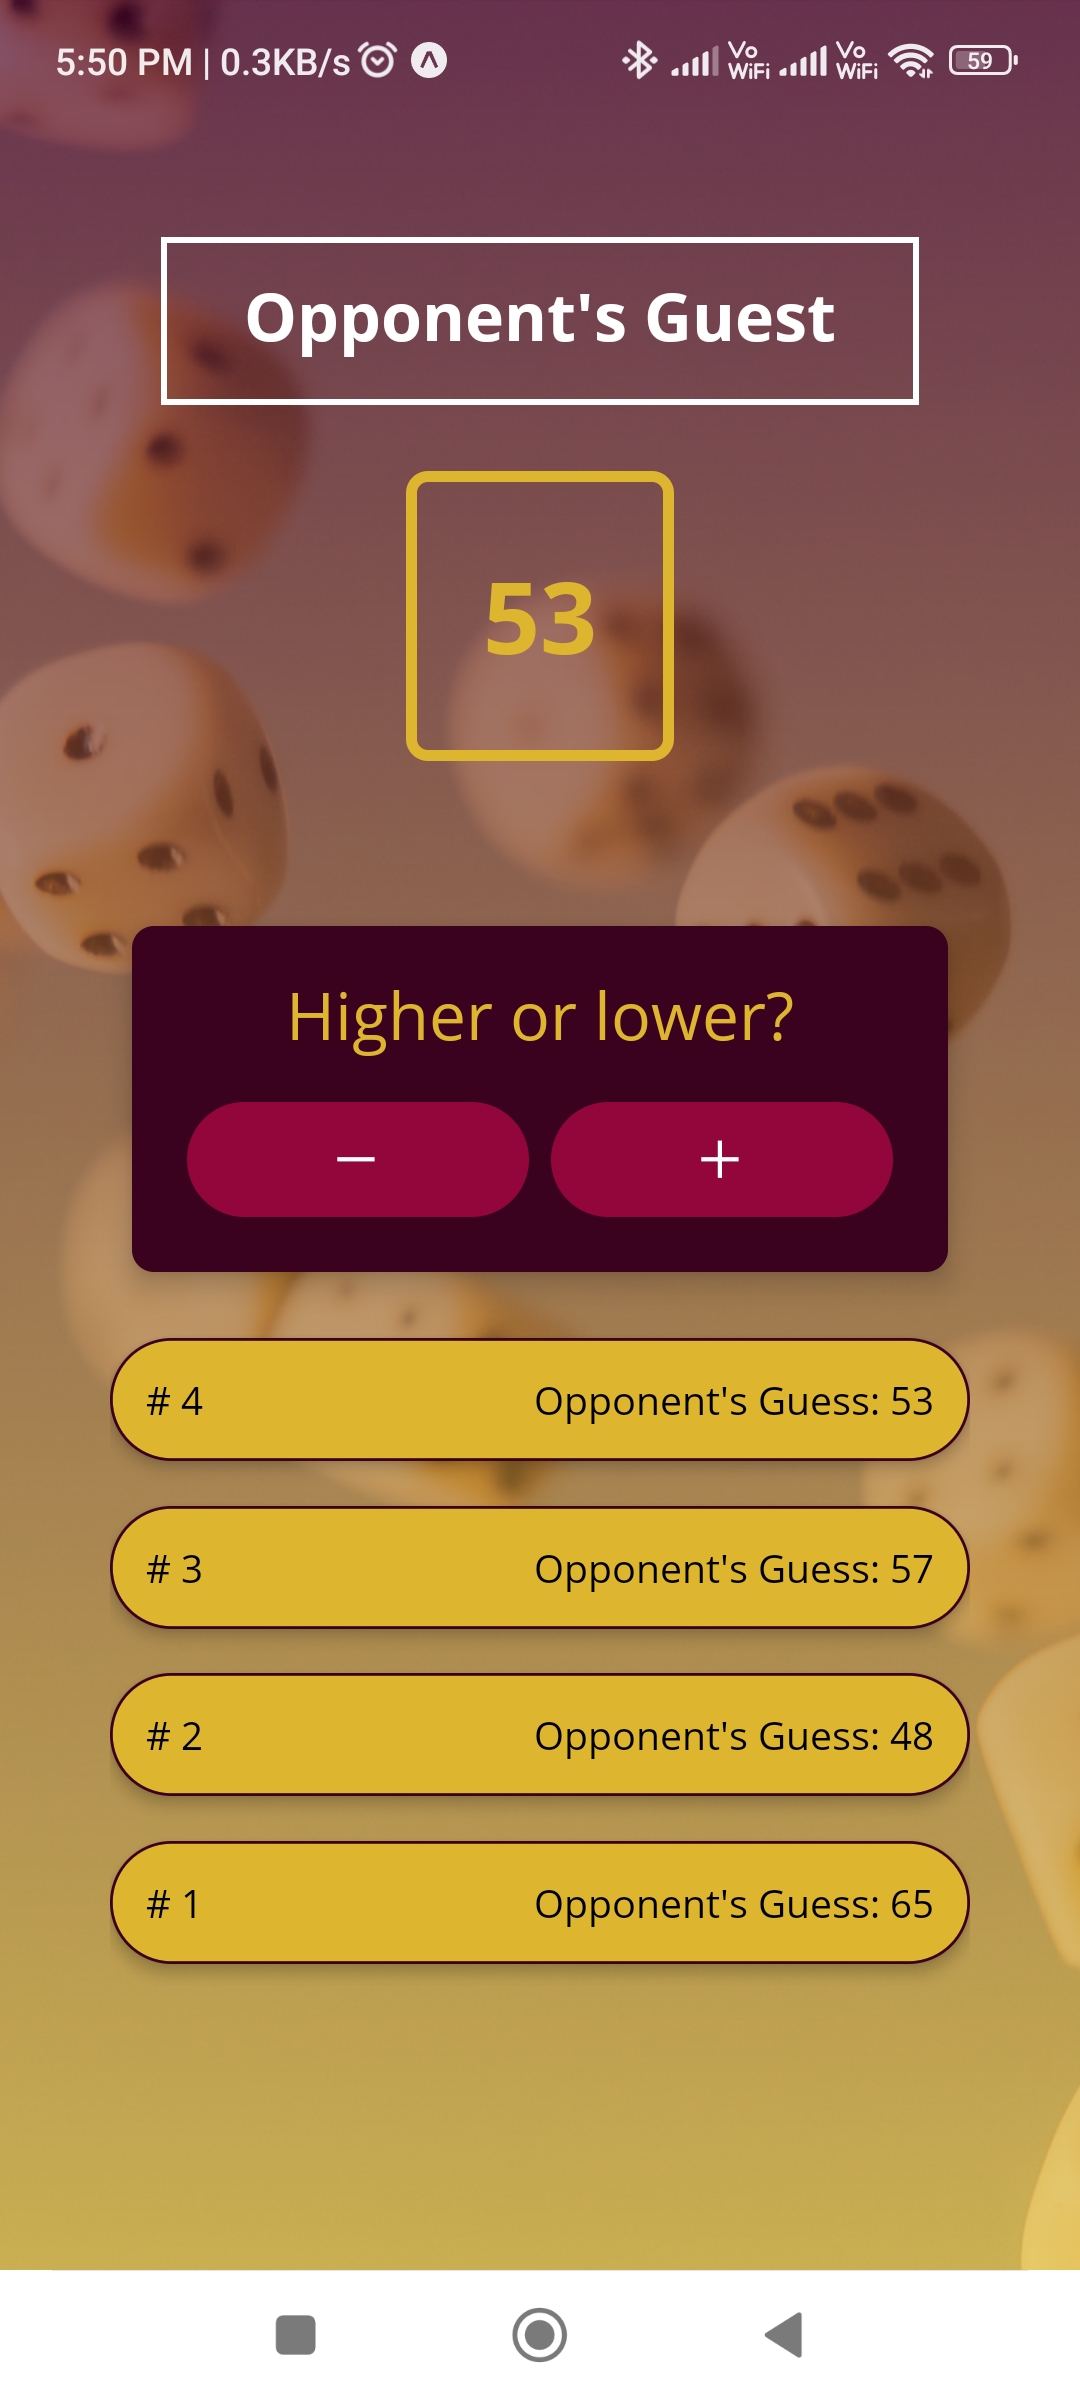 5:50 PM | 0.3KB/s Vo WiFi Vo WiFi 59
Opponent's Guest
53
Higher or lower?
− +
# 4 Opponent's Guess: 53
# 3 Opponent's Guess: 57
# 2 Opponent's Guess: 48
# 1 Opponent's Guess: 65